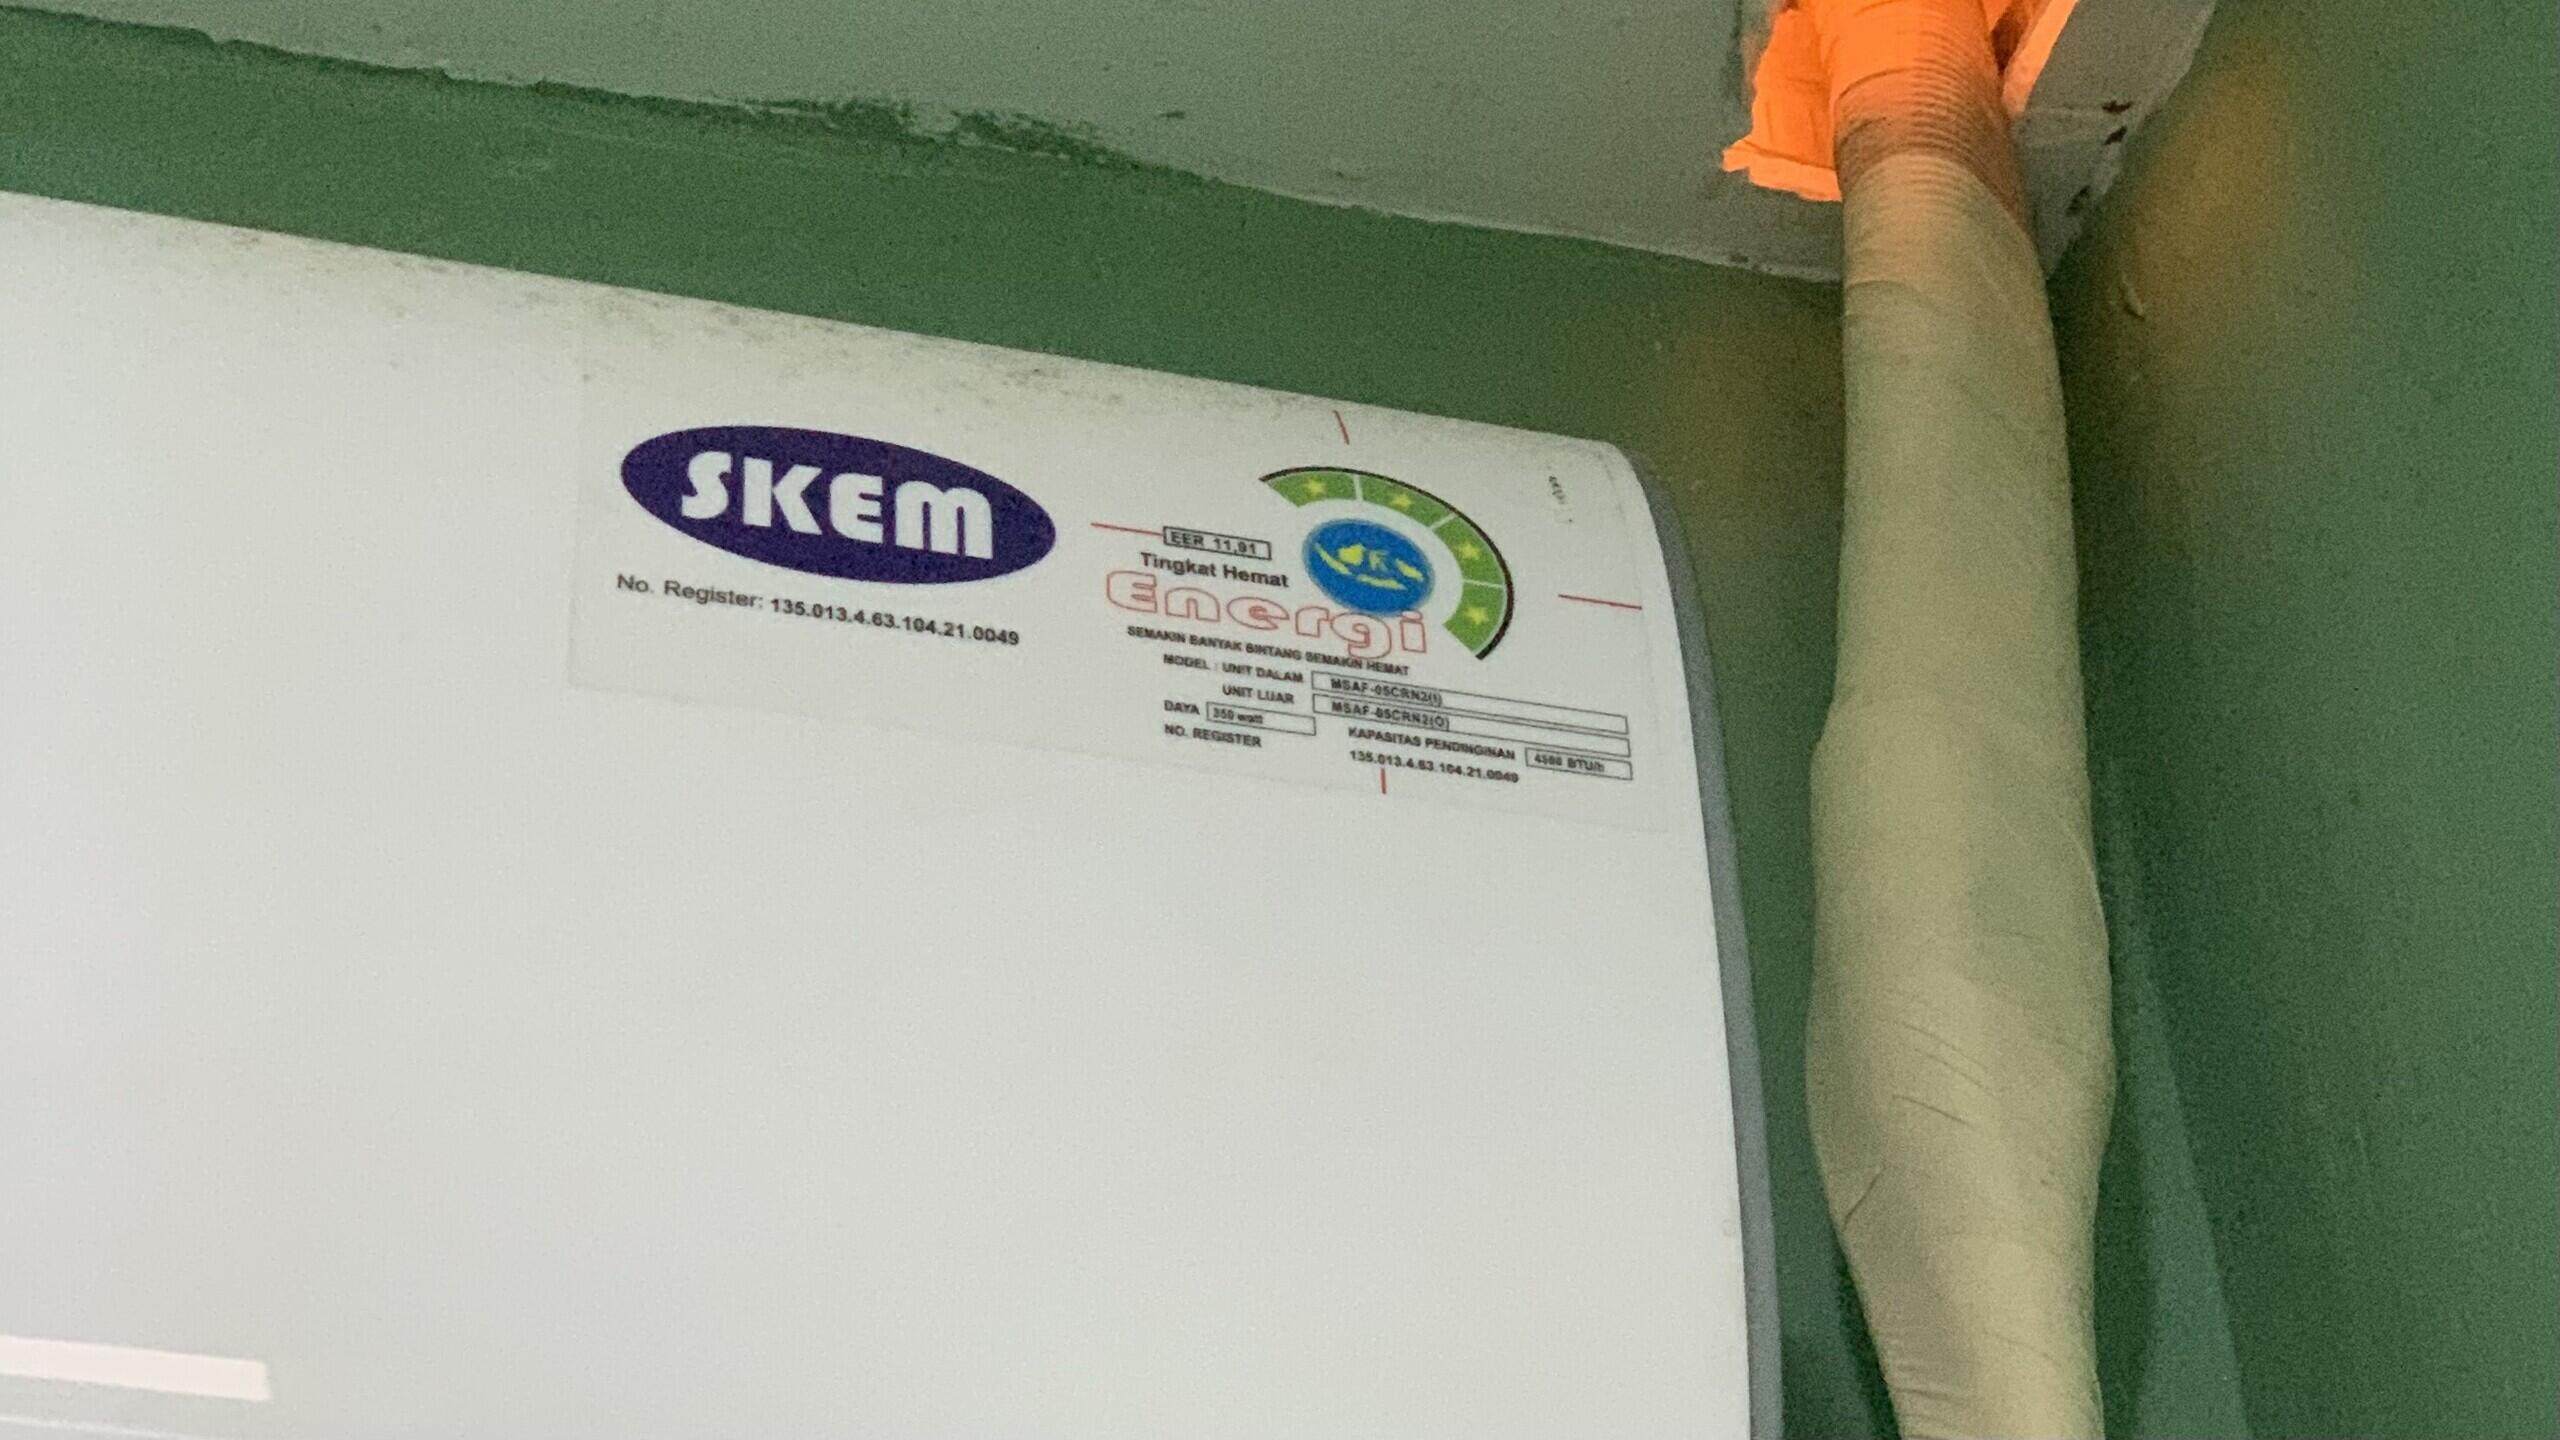 SKEM
No. Register: 135.013.4.63.104.21.0049
EER 11,91
Tingkat Hemat
Energi
SEMAKIN BANYAK BINTANG SEMAKIN HEMAT
MODEL : UNIT DALAM MSAF-05CRN2(I)
UNIT LUAR MSAF-05CRN2(O)
DAYA 350 watt
KAPASITAS PENDINGINAN 4500 BTU/h
NO. REGISTER 135.013.4.63.104.21.0049